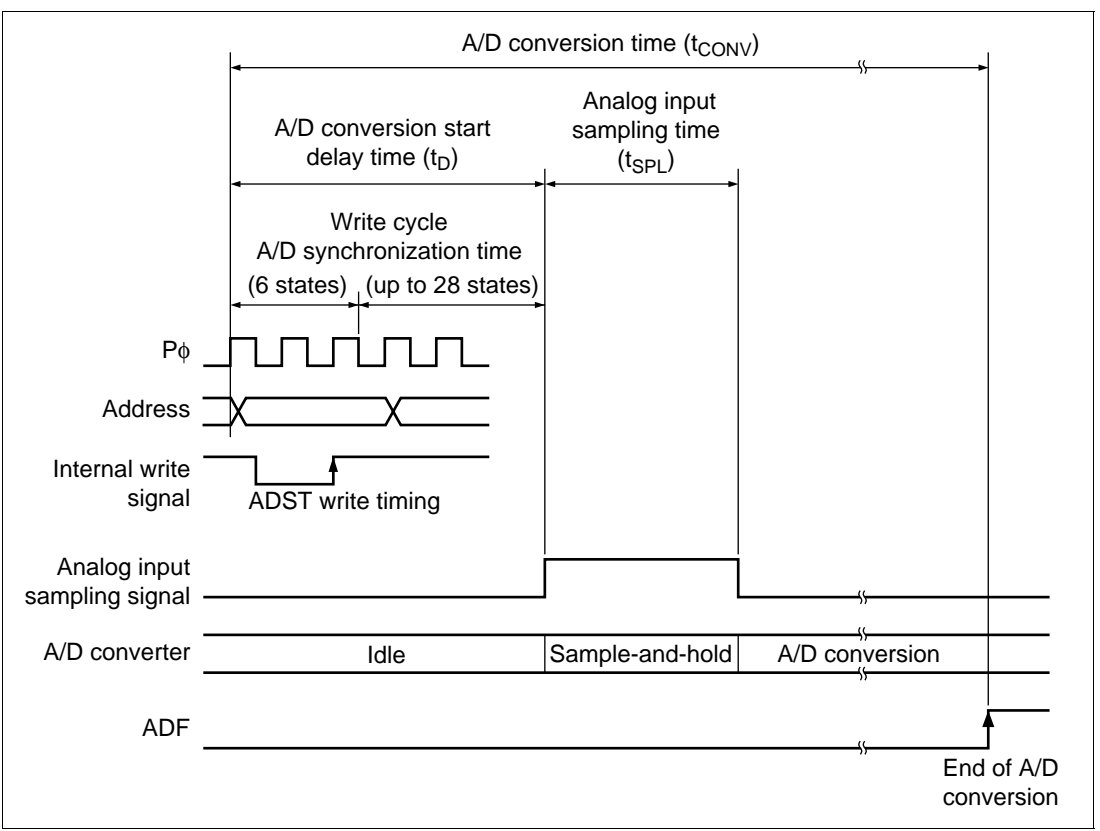 A/D conversion time (tCONV)
Analog input
sampling time
(tSPL)
A/D conversion start
delay time (tD)
Write cycle
A/D synchronization time
(6 states) (up to 28 states)
Pϕ
Address
Internal write
signal
ADST write timing
Analog input
sampling signal
A/D converter
Idle
Sample-and-hold
A/D conversion
ADF
End of A/D
conversion